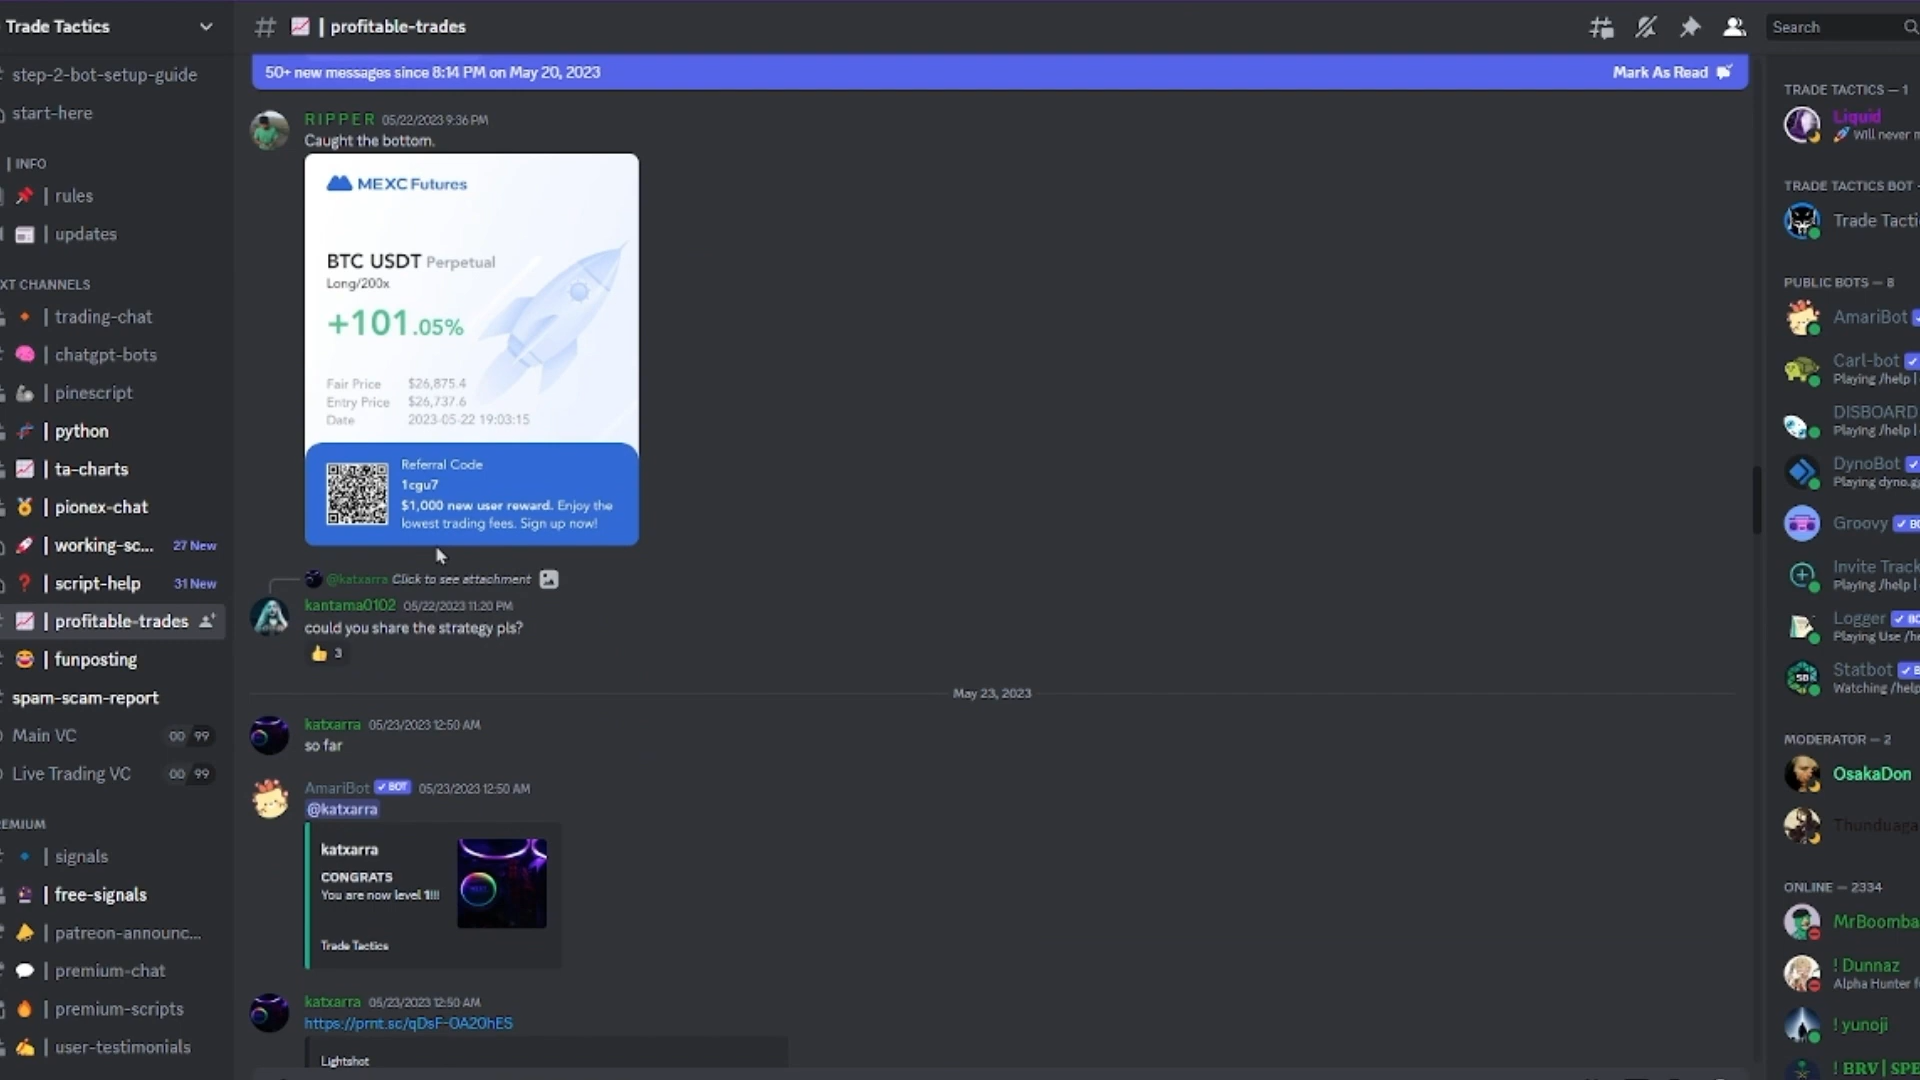 Trade Tactics
step-2-bot-setup-guide
start-here
| INFO
| rules
| updates
XT CHANNELS
| trading-chat
| chatgpt-bots
| pinescript
| python
| ta-charts
| pionex-chat
| working-sc... 27 New
| script-help 31 New
| profitable-trades
| funposting
spam-scam-report
Main VC 00 99
Live Trading VC 00 99
EMIUM
| signals
| free-signals
| patreon-announc...
| premium-chat
| premium-scripts
| user-testimonials
# | profitable-trades
Search
50+ new messages since 8:14 PM on May 20, 2023 Mark As Read
RIPPER 05/22/2023 9:36 PM
Caught the bottom.
MEXC Futures
BTC USDT Perpetual
Long/200x
+101.05%
Fair Price $26,875.4
Entry Price $26,737.6
Date 2023-05-22 19:03:15
Referral Code
1cgu7
$1,000 new user reward. Enjoy the
lowest trading fees. Sign up now!
@katxarra Click to see attachment
kantama0102 05/22/2023 11:20 PM
could you share the strategy pls?
3
May 23, 2023
katxarra 05/23/2023 12:50 AM
so far
AmariBot BOT 05/23/2023 12:50 AM
@katxarra
katxarra
CONGRATS
You are now level 1!!!
Trade Tactics
katxarra 05/23/2023 12:50 AM
https://prnt.sc/qDsF-OA20hES
Lightshot
TRADE TACTICS — 1
Liquid
Will never m
TRADE TACTICS BOT -
Trade Tacti
PUBLIC BOTS — 8
AmariBot
Carl-bot
Playing /help |
DISBOARD
Playing /help |
DynoBot
Playing dyno.g
Groovy BO
Invite Track
Playing /help |
Logger BO
Playing Use /he
Statbot B
Watching /help
MODERATOR — 2
OsakaDon
Thunduaga
ONLINE — 2334
MrBoomba
! Dunnaz
Alpha Hunter f
! yunoji
! BRV | SPE